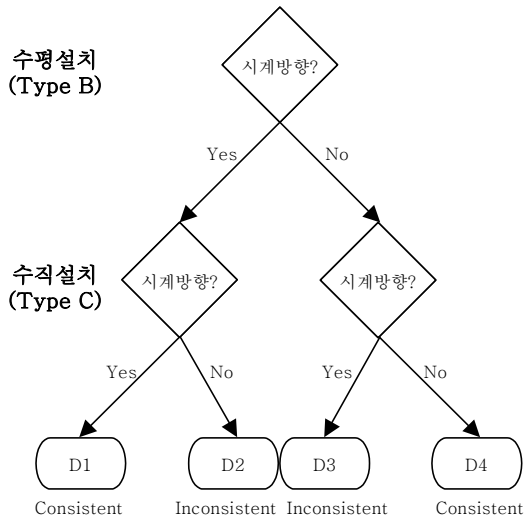 수평설치
(Type B)
시계방향?
Yes
No
수직설치
(Type C)
시계방향?
시계방향?
Yes
No
Yes
No
D1
D2
D3
D4
Consistent
Inconsistent
Inconsistent
Consistent